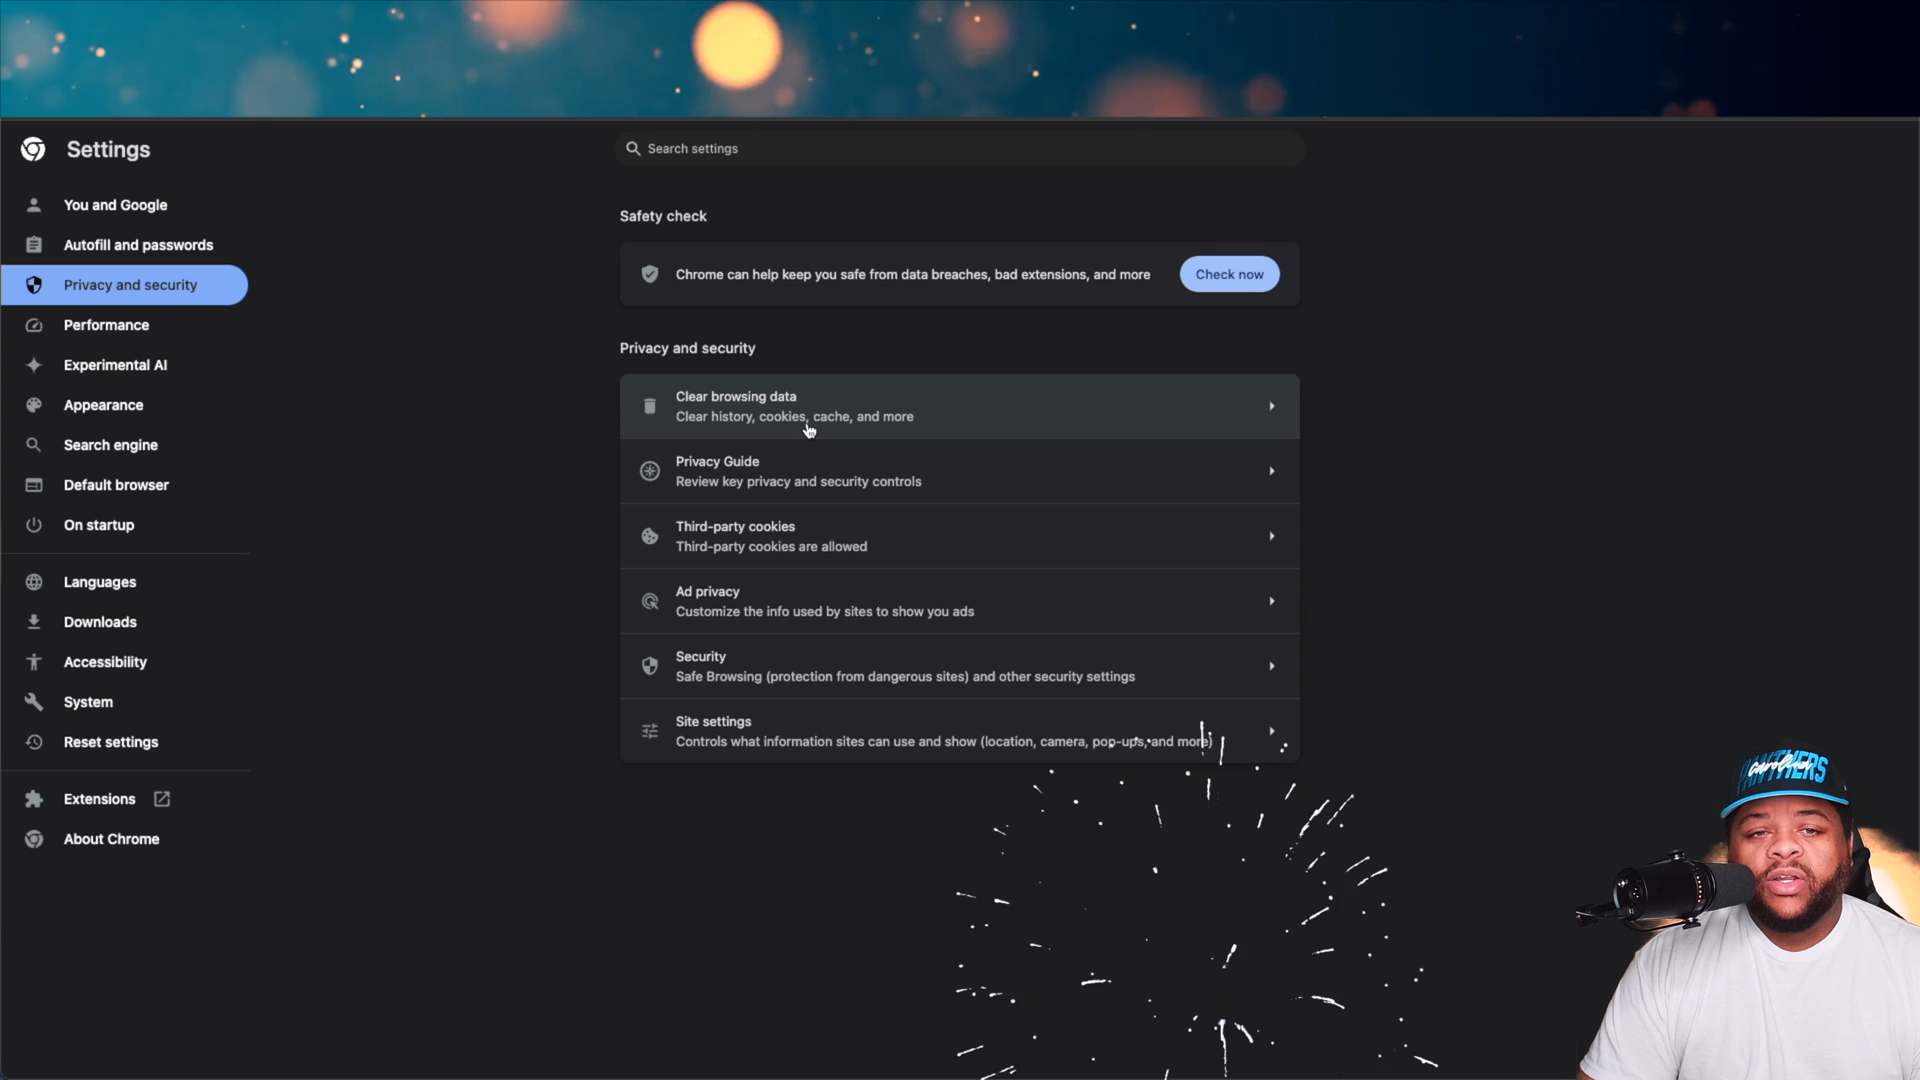 Settings
Search settings
You and Google
Autofill and passwords
Privacy and security
Performance
Experimental AI
Appearance
Search engine
Default browser
On startup
Languages
Downloads
Accessibility
System
Reset settings
Extensions
About Chrome
Safety check
Chrome can help keep you safe from data breaches, bad extensions, and more
Check now
Privacy and security
Clear browsing data
Clear history, cookies, cache, and more
Privacy Guide
Review key privacy and security controls
Third-party cookies
Third-party cookies are allowed
Ad privacy
Customize the info used by sites to show you ads
Security
Safe Browsing (protection from dangerous sites) and other security settings
Site settings
Controls what information sites can use and show (location, camera, pop-ups, and more)
Carolina
PANTHERS